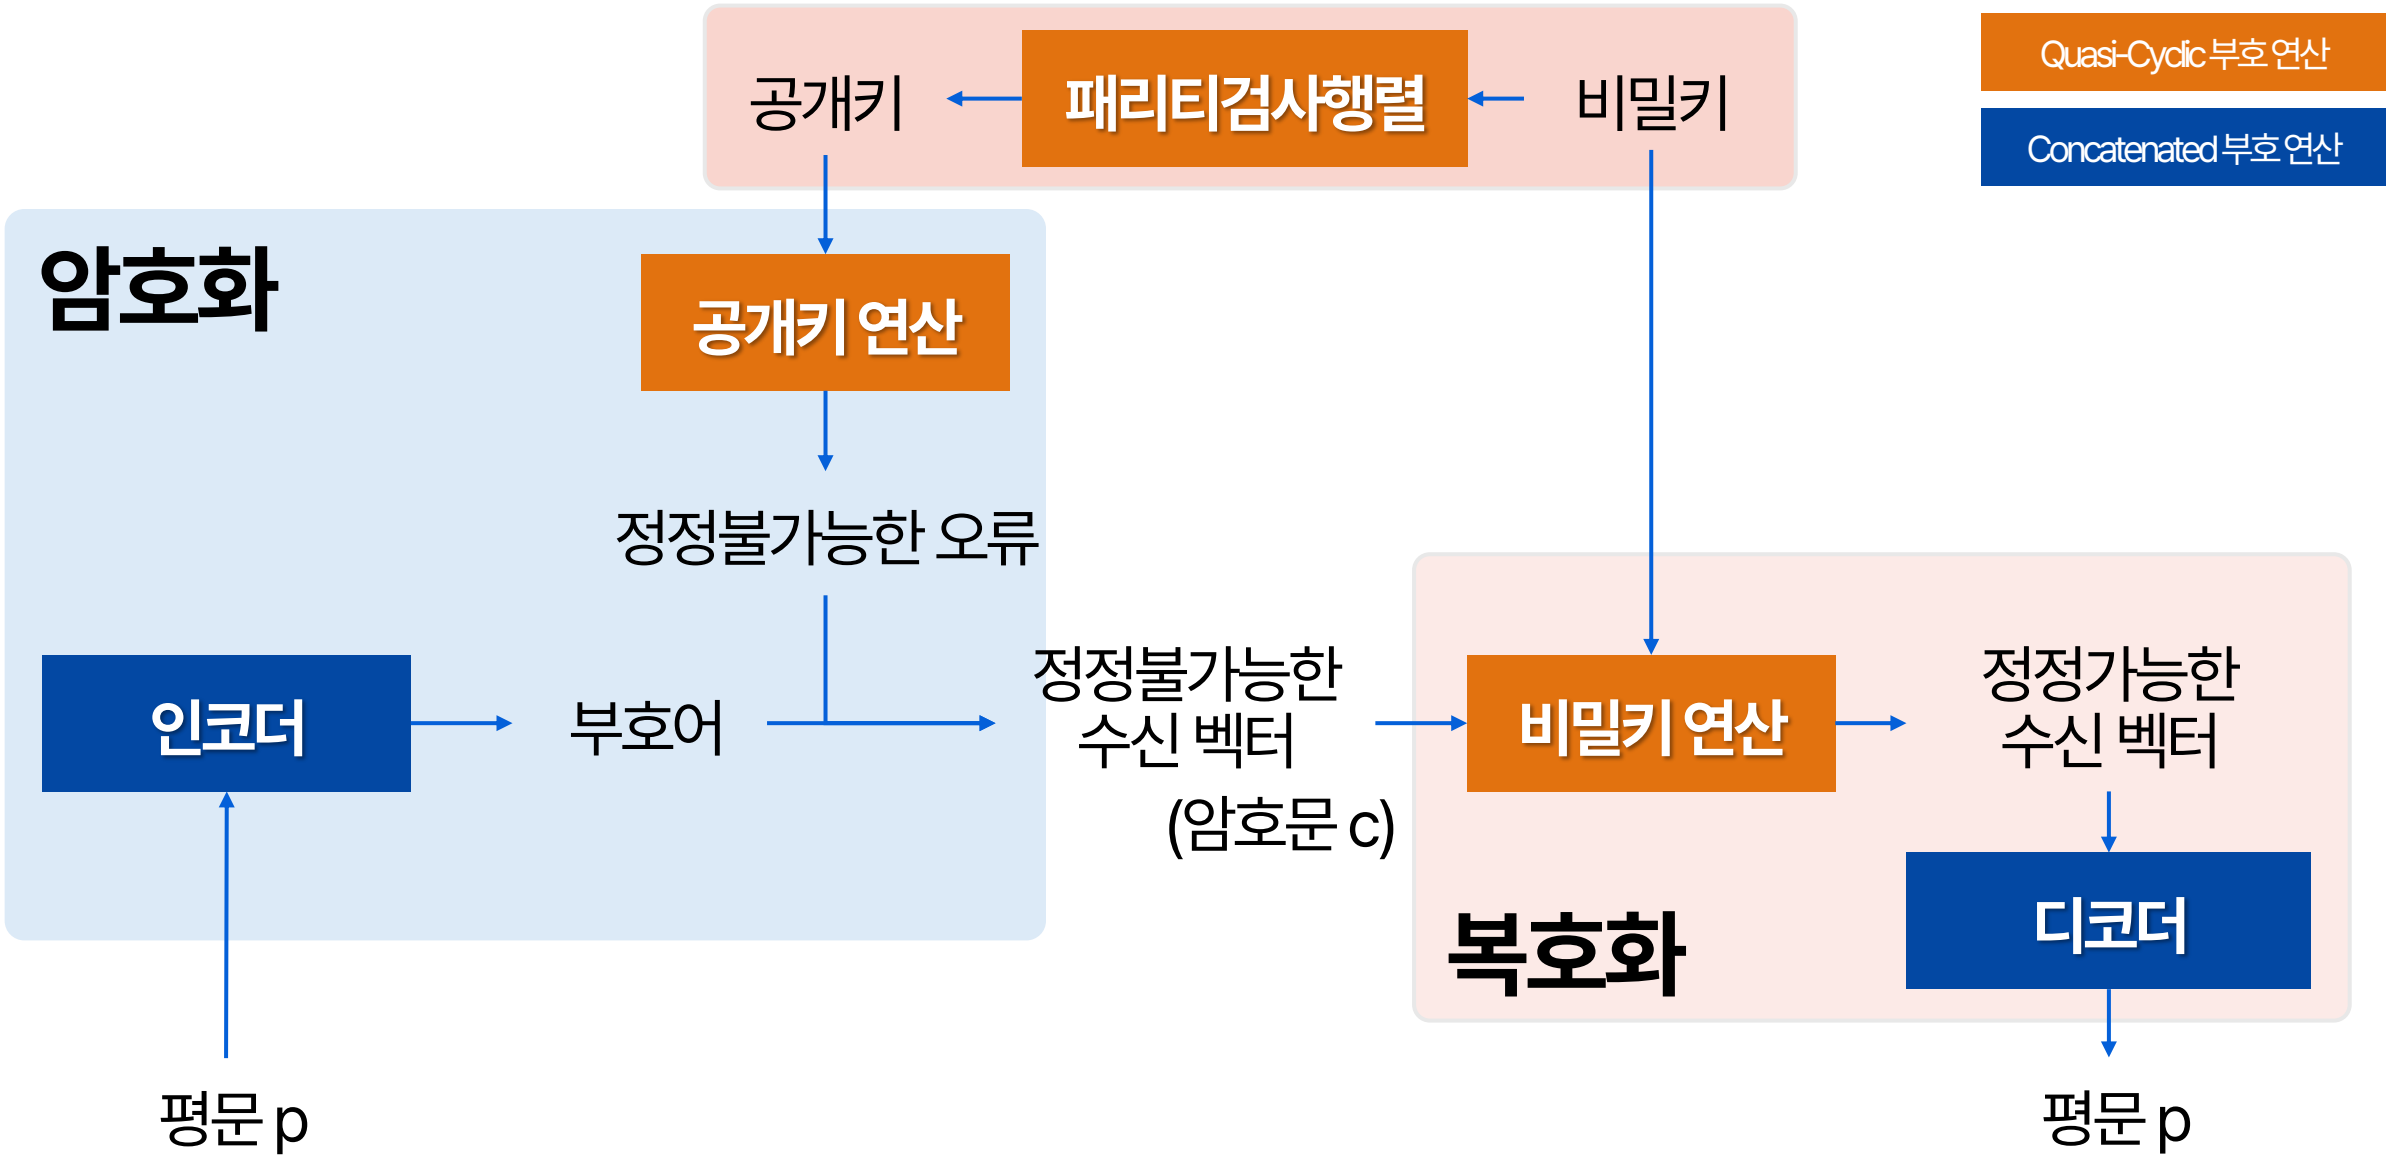 공개키
패리티검사행렬
비밀키
Quasi-Cyclic 부호 연산
Concatenated 부호 연산
암호화
공개키 연산
정정불가능한 오류
인코더
부호어
정정불가능한
수신 벡터
(암호문 c)
비밀키 연산
정정가능한
수신 벡터
복호화
디코더
평문 p
평문 p